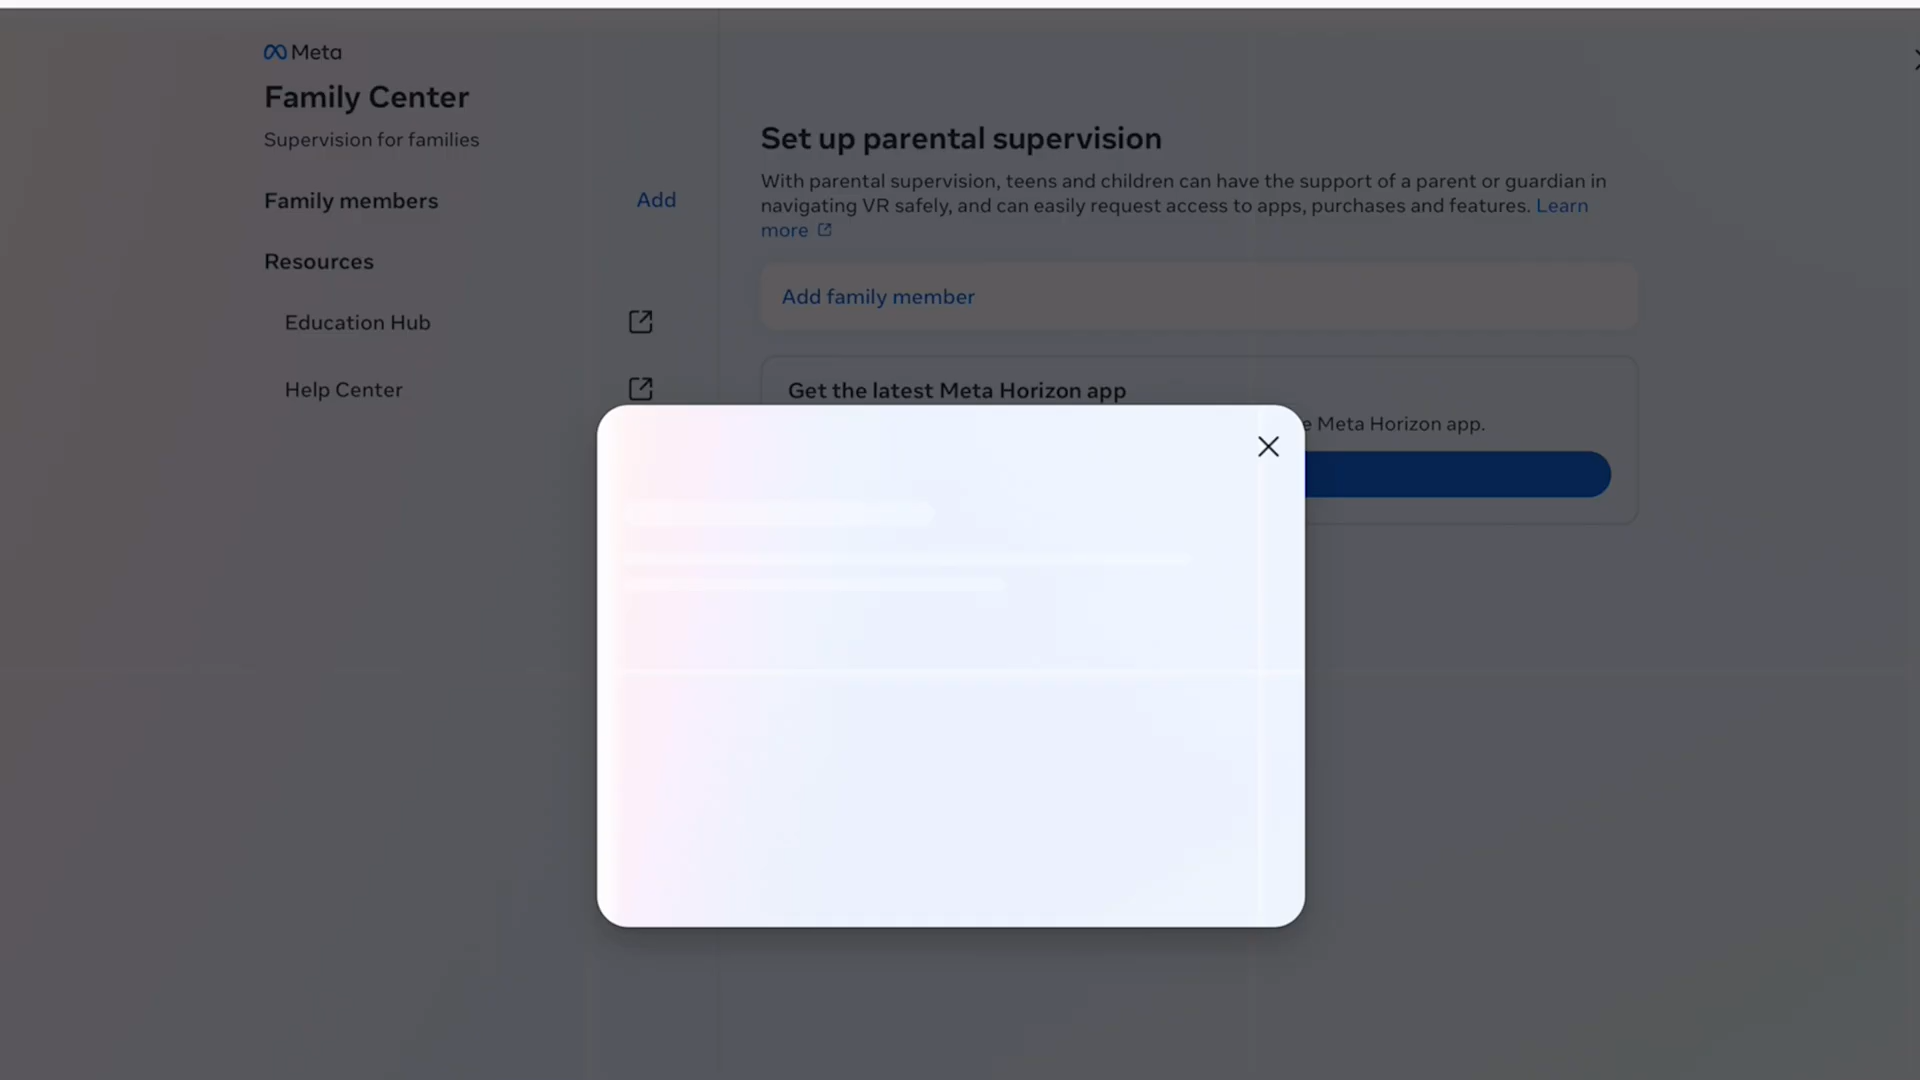 Meta
Family Center
Supervision for families
Family members
Add
Resources
Education Hub
Help Center
Set up parental supervision
With parental supervision, teens and children can have the support of a parent or guardian in
navigating VR safely, and can easily request access to apps, purchases and features. Learn
more
Add family member
Get the latest Meta Horizon app
Meta Horizon app.